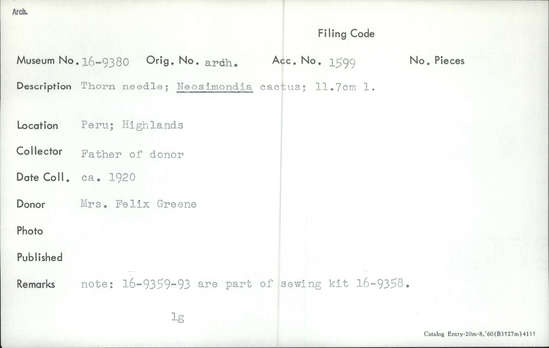 Arch.
Filing Code
Museum No. 16-9380 Orig. No. ardh. Acc. No. 1599 No. Pieces
Description Thorn needle; Neosimondia cactus; 11.7cm l.
Location Peru; Highlands
Collector Father of donor
Date Coll. ca. 1920
Donor Mrs. Felix Greene
Photo
Published
Remarks note: 16-9359-93 are part of sewing kit 16-9358.
lg
Catalog Entry-20m-8,'60(B1927m)4111